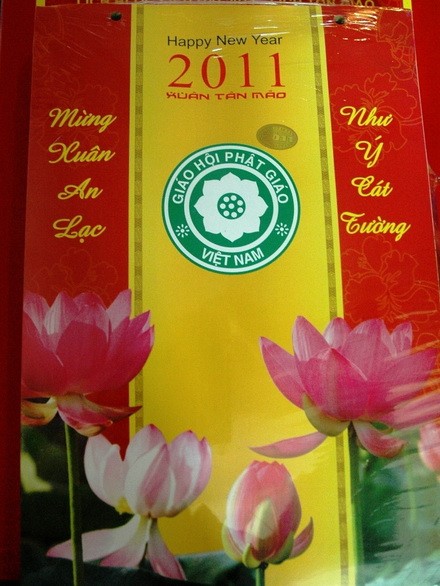 Happy New Year
2011
XUÂN TÂN MÃO
Mừng
Xuân
An
Lạc
Như
Ý
Cát
Tường
GIÁO HỘI PHẬT GIÁO
VIỆT NAM